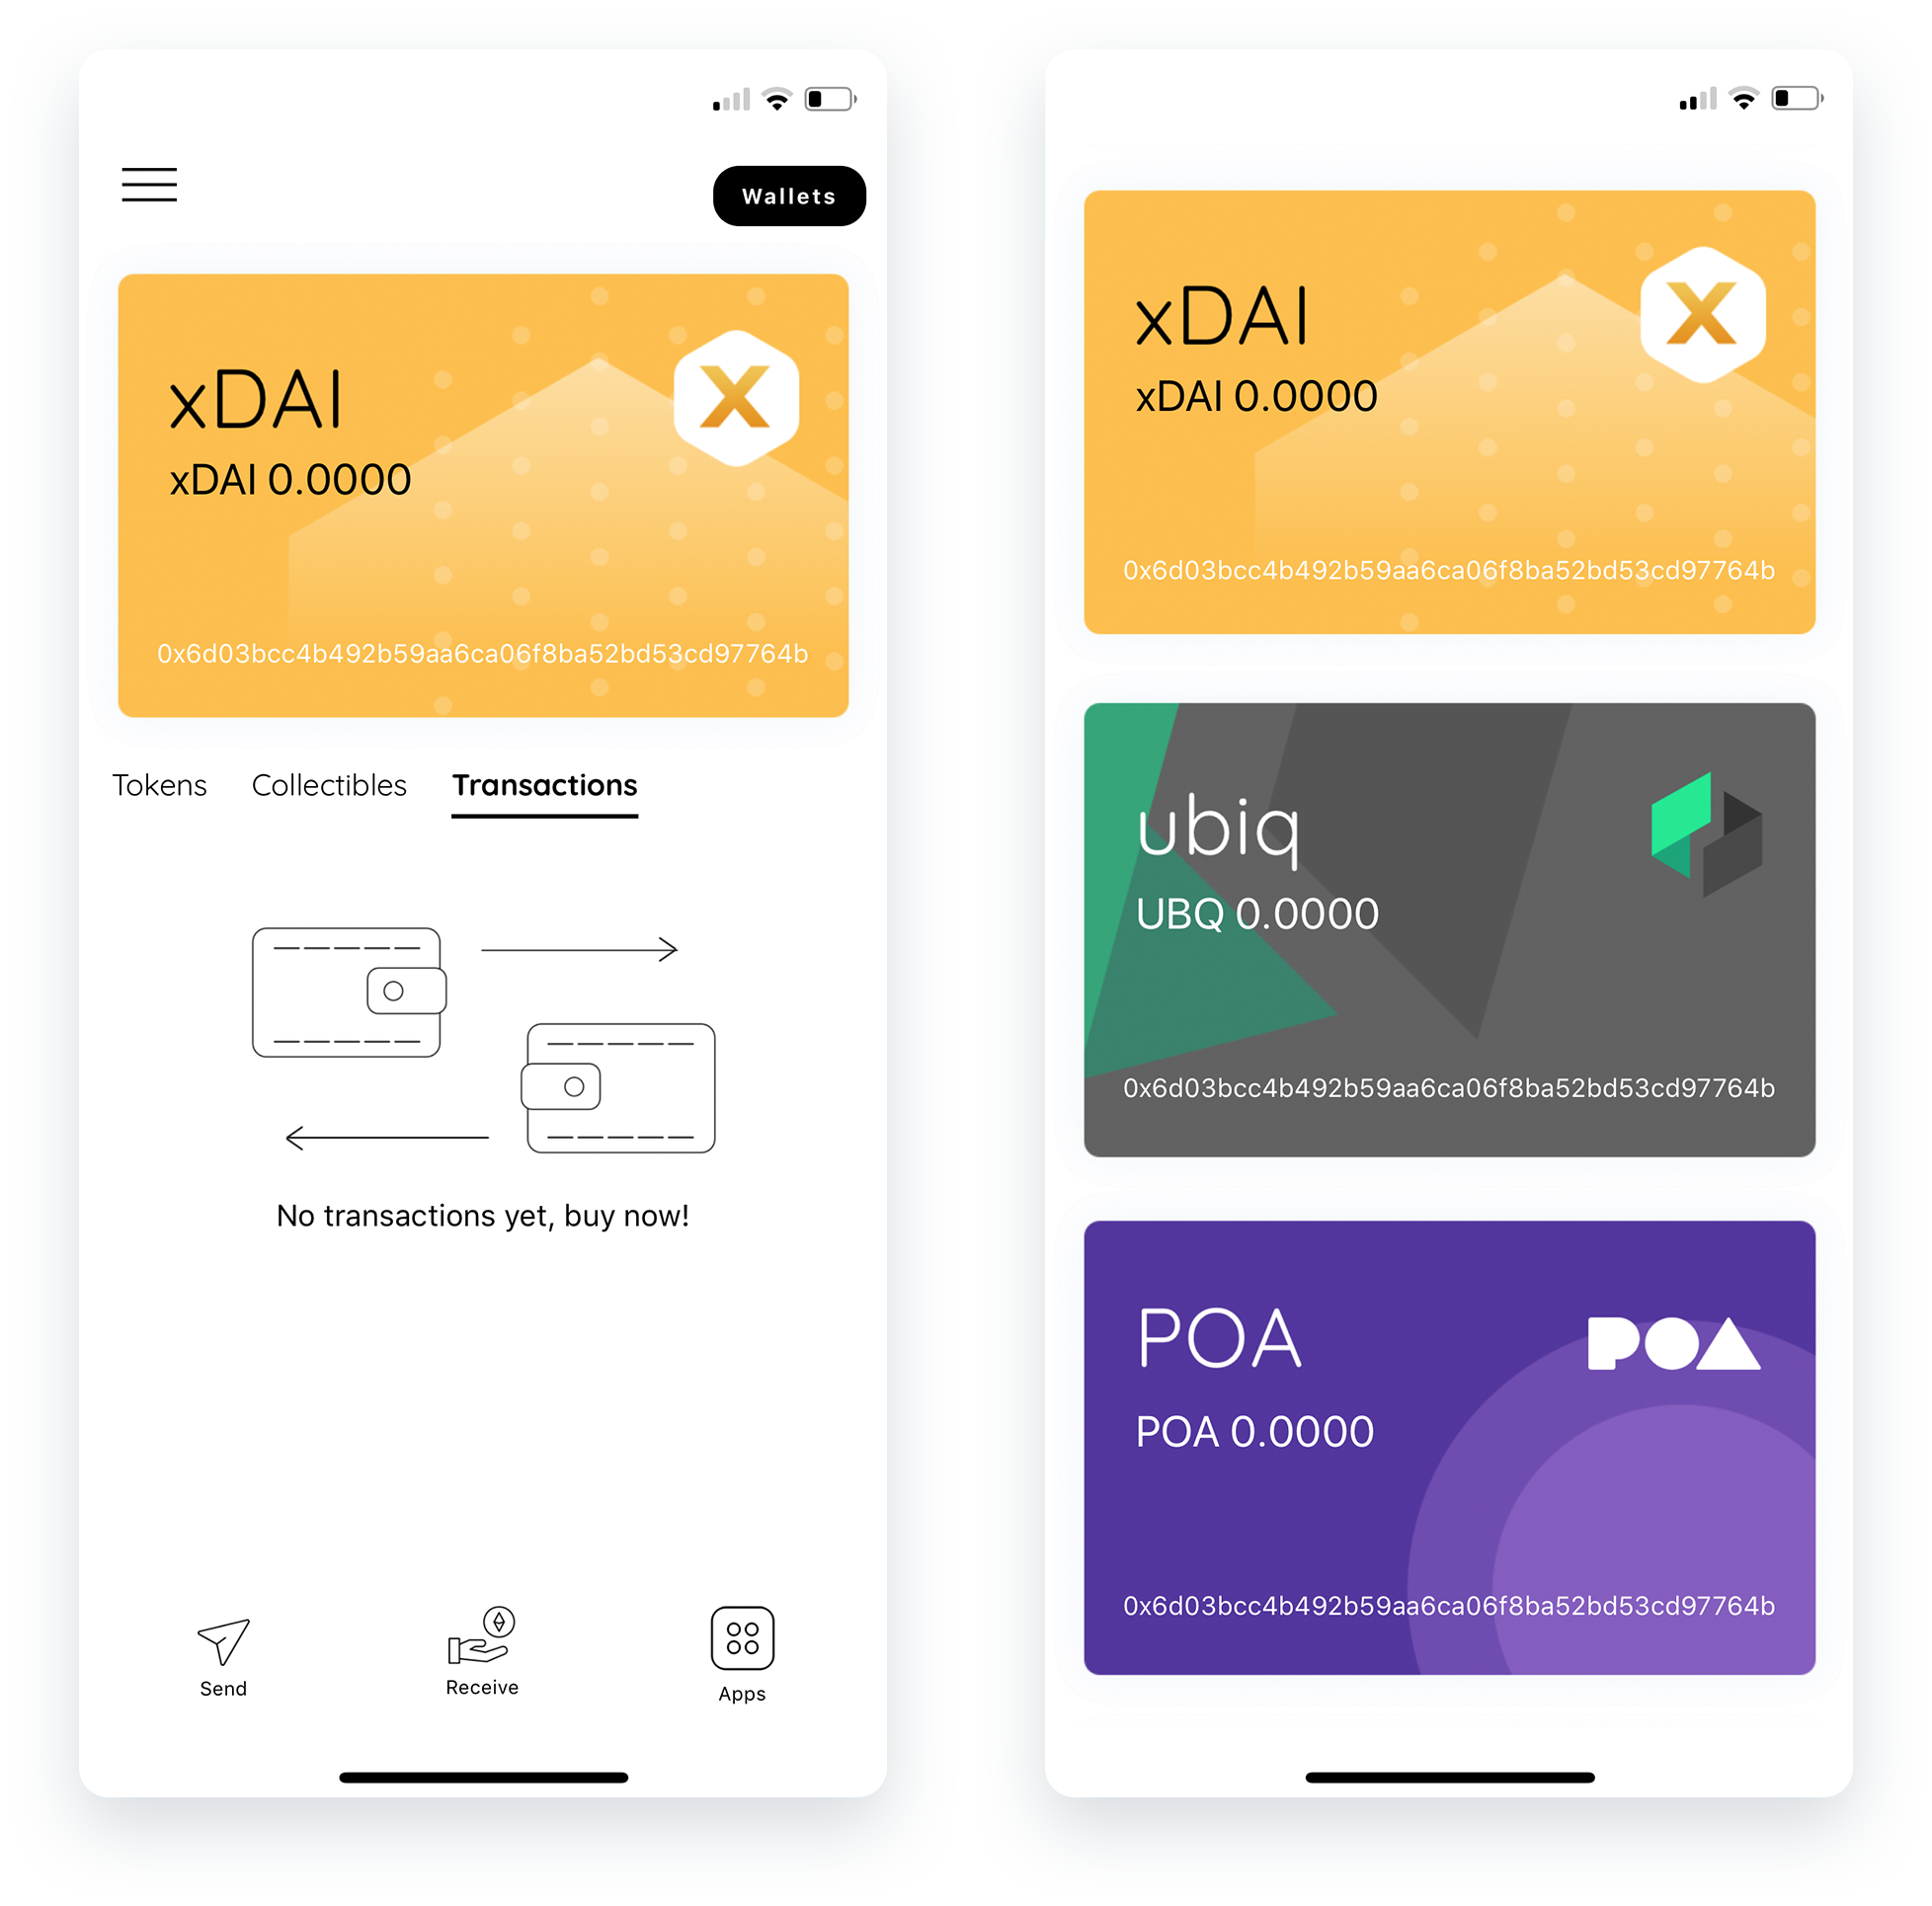 Wallets
xDAI
X
xDAI 0.0000
0x6d03bcc4b492b59aa6ca06f8ba52bd53cd97764b
Tokens Collectibles Transactions
No transactions yet, buy now!
Send Receive Apps
xDAI
X
xDAI 0.0000
0x6d03bcc4b492b59aa6ca06f8ba52bd53cd97764b
ubiq
UBQ 0.0000
0x6d03bcc4b492b59aa6ca06f8ba52bd53cd97764b
POA
POA
POA 0.0000
0x6d03bcc4b492b59aa6ca06f8ba52bd53cd97764b